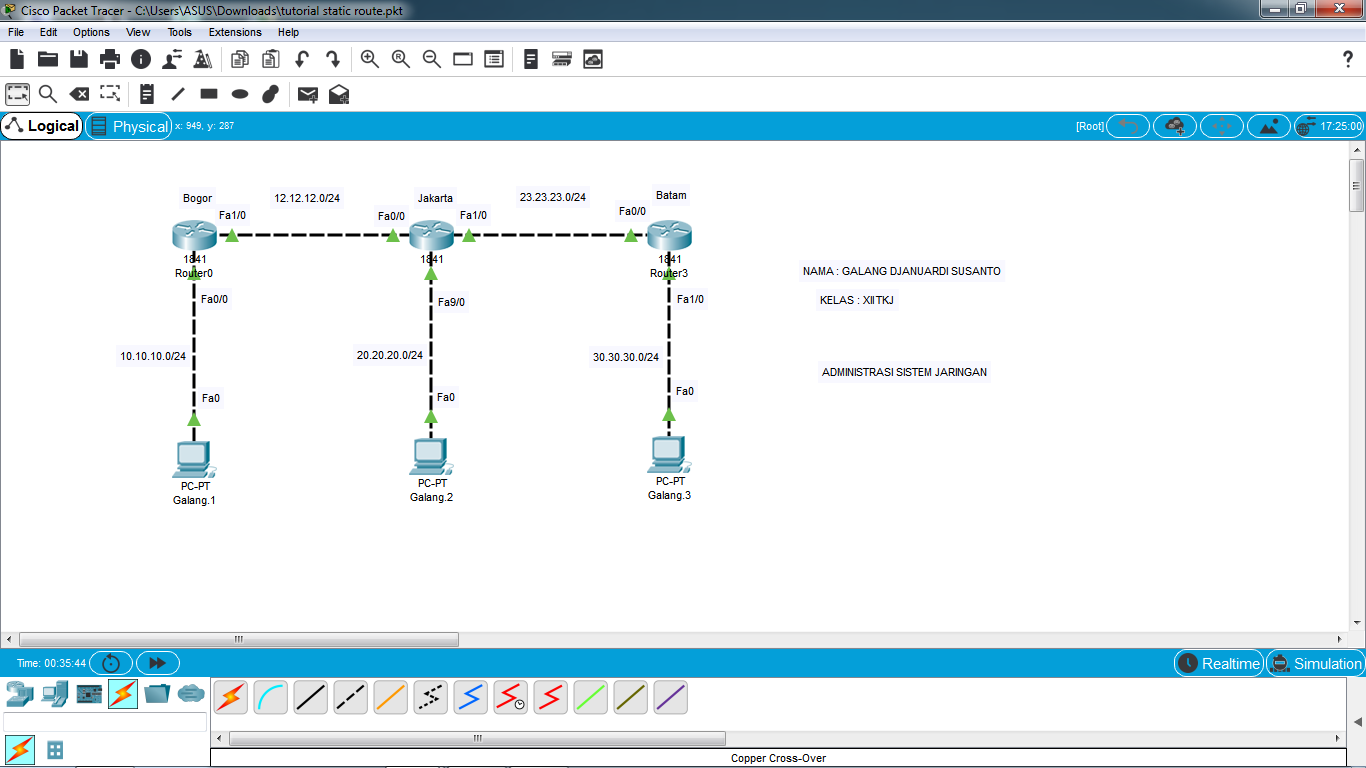 Cisco Packet Tracer - C:\Users\ASUS\Downloads\tutorial static route.pkt
File Edit Options View Tools Extensions Help
Logical Physical x: 949, y: 287 [Root] 17:25:00
Bogor 12.12.12.0/24 Jakarta 23.23.23.0/24 Batam
Fa1/0 Fa0/0 Fa1/0 Fa0/0
1841 1841 1841
Router0 Router3
NAMA : GALANG DJANUARDI SUSANTO
Fa0/0 Fa9/0 Fa1/0
KELAS : XIITKJ
10.10.10.0/24 20.20.20.0/24 30.30.30.0/24
ADMINISTRASI SISTEM JARINGAN
Fa0 Fa0 Fa0
PC-PT PC-PT PC-PT
Galang.1 Galang.2 Galang.3
Time: 00:35:44 Realtime Simulation
Copper Cross-Over